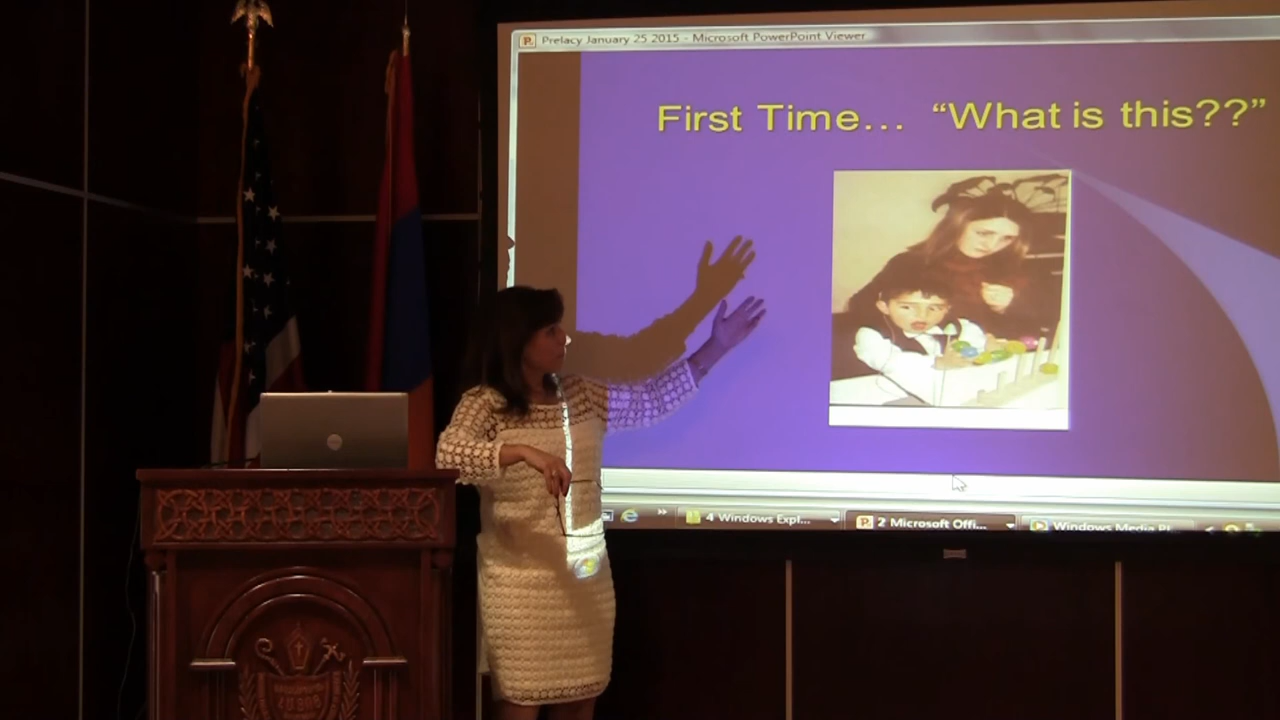 Prelacy January 25 2015 - Microsoft PowerPoint Viewer
First Time... “What is this??”
4 Windows Expl...
2 Microsoft Offi...
Windows Media Pl